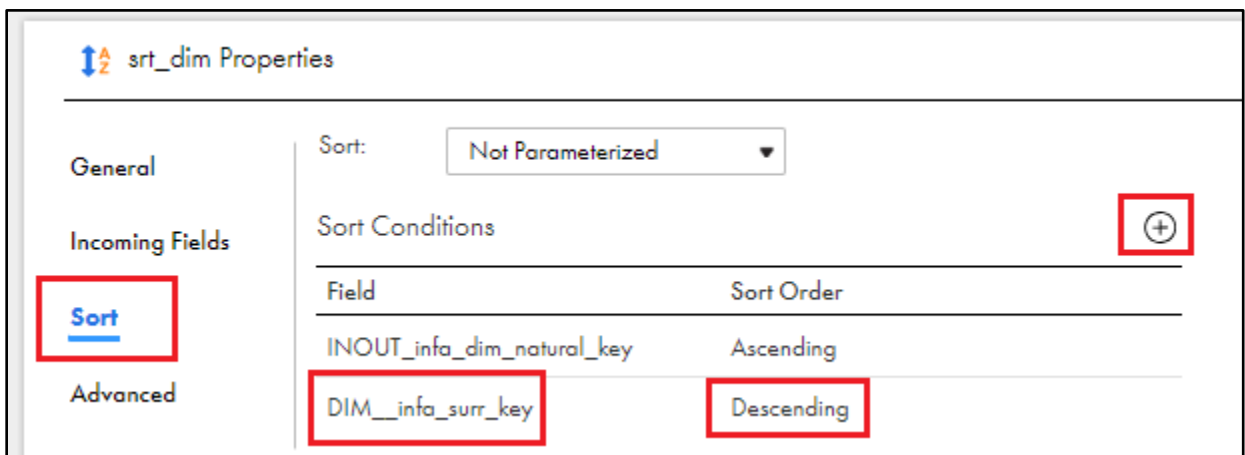 srt_dim Properties
General
Incoming Fields
Sort
Advanced
Sort: Not Parameterized
Sort Conditions
Field Sort Order
INOUT_infa_dim_natural_key Ascending
DIM__infa_surr_key Descending